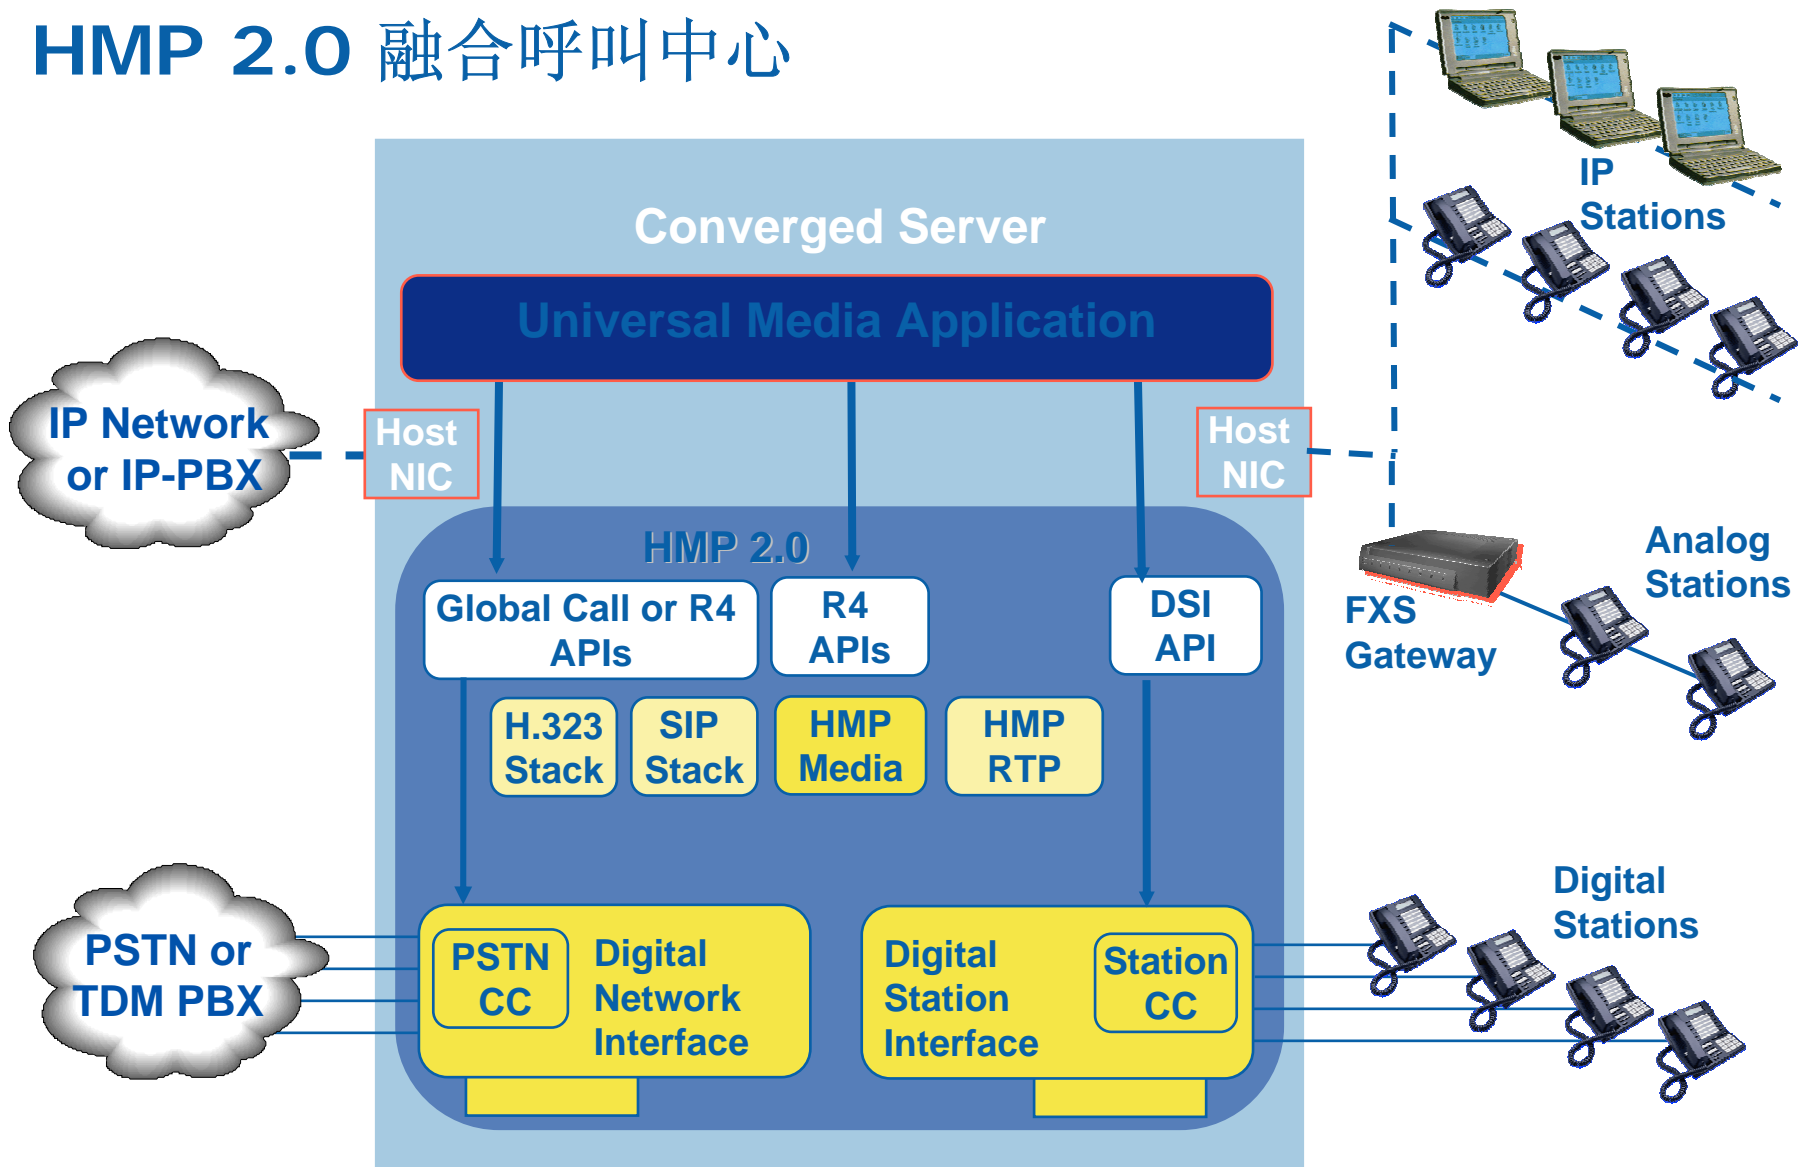 HMP 2.0 融合呼叫中心
IP
Stations
Converged Server
Universal Media Application
IP Network
or IP-PBX
Host
NIC
Host
NIC
HMP 2.0
Global Call or R4
APIs
R4
APIs
DSI
API
FXS
Gateway
Analog
Stations
H.323
Stack
SIP
Stack
HMP
Media
HMP
RTP
PSTN or
TDM PBX
PSTN
CC
Digital
Network
Interface
Digital
Station
Interface
Station
CC
Digital
Stations